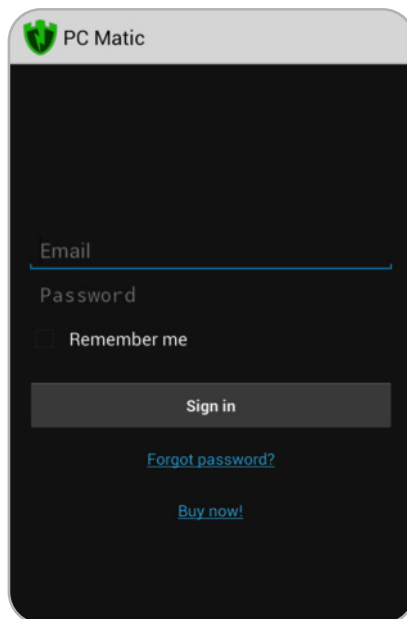 PC Matic
Email
Password
Remember me
Sign in
Forgot password?
Buy now!